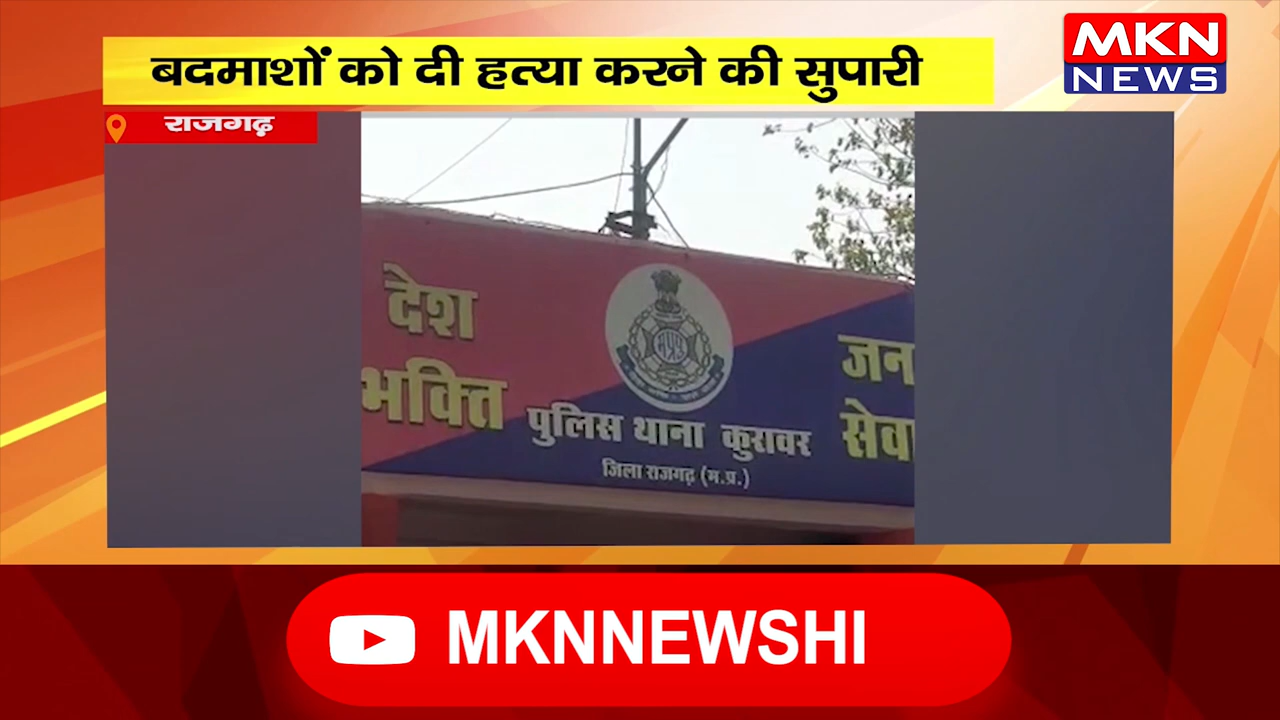 बदमाशों को दी हत्या करने की सुपारी
MKN
NEWS
राजगढ़
देश
भक्ति
जन
सेवा
पुलिस थाना कुरावर
जिला राजगढ़ (म.प्र.)
MKNNEWSHI